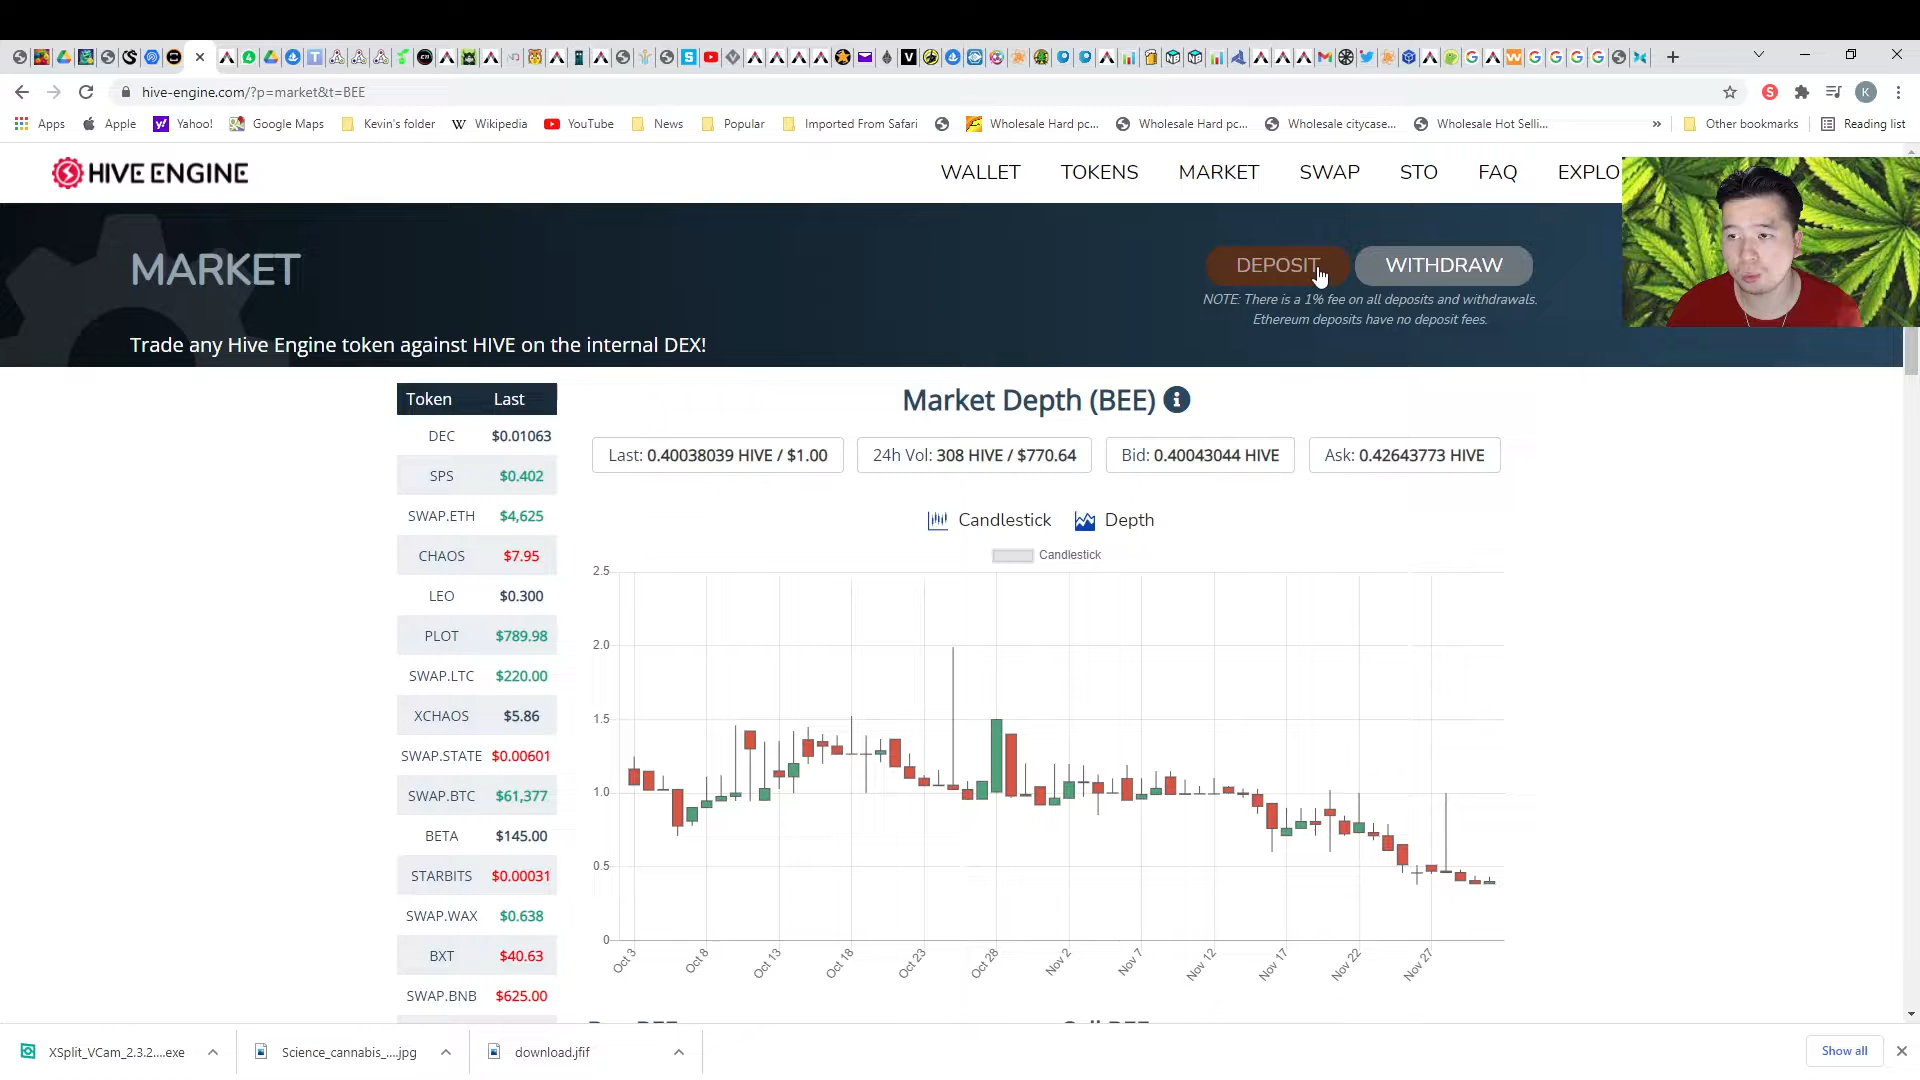 hive-engine.com/?p=market&t=BEE
Apps Apple Yahoo! Google Maps Kevin's folder Wikipedia YouTube News Popular Imported From Safari Wholesale Hard pc... Wholesale Hard pc... Wholesale citycase... Wholesale Hot Selli... » Other bookmarks Reading list
HIVE ENGINE WALLET TOKENS MARKET SWAP STO FAQ EXPLO
MARKET
DEPOSIT WITHDRAW
NOTE: There is a 1% fee on all deposits and withdrawals.
Ethereum deposits have no deposit fees.
Trade any Hive Engine token against HIVE on the internal DEX!
Token Last
DEC $0.01063
SPS $0.402
SWAP.ETH $4,625
CHAOS $7.95
LEO $0.300
PLOT $789.98
SWAP.LTC $220.00
XCHAOS $5.86
SWAP.STATE $0.00601
SWAP.BTC $61,377
BETA $145.00
STARBITS $0.00031
SWAP.WAX $0.638
BXT $40.63
SWAP.BNB $625.00
Market Depth (BEE)
Last: 0.40038039 HIVE / $1.00
24h Vol: 308 HIVE / $770.64
Bid: 0.40043044 HIVE
Ask: 0.42643773 HIVE
Candlestick Depth
Candlestick
2.5
2.0
1.5
1.0
0.5
0
Oct 3 Oct 8 Oct 13 Oct 18 Oct 23 Oct 28 Nov 2 Nov 7 Nov 12 Nov 17 Nov 22 Nov 27
XSplit_VCam_2.3.2....exe Science_cannabis_....jpg download.jfif Show all